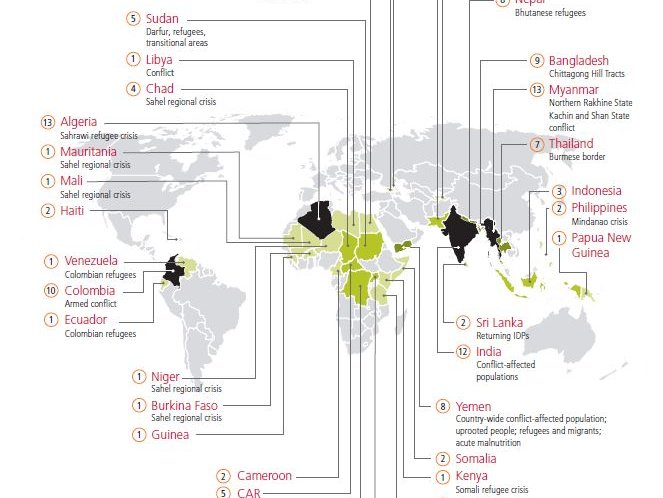 6 Nepal
Bhutanese refugees
5 Sudan
Darfur, refugees,
transitional areas
1 Libya
Conflict
4 Chad
Sahel regional crisis
13 Algeria
Sahrawi refugee crisis
1 Mauritania
Sahel regional crisis
1 Mali
Sahel regional crisis
2 Haiti
1 Venezuela
Colombian refugees
10 Colombia
Armed conflict
1 Ecuador
Colombian refugees
1 Niger
Sahel regional crisis
1 Burkina Faso
Sahel regional crisis
1 Guinea
2 Cameroon
5 CAR
9 Bangladesh
Chittagong Hill Tracts
13 Myanmar
Northern Rakhine State
Kachin and Shan State
conflict
7 Thailand
Burmese border
3 Indonesia
2 Philippines
Mindanao crisis
1 Papua New
Guinea
2 Sri Lanka
Returning IDPs
12 India
Conflict-affected
populations
8 Yemen
Country-wide conflict-affected population;
uprooted people; refugees and migrants;
acute malnutrition
2 Somalia
1 Kenya
Somali refugee crisis